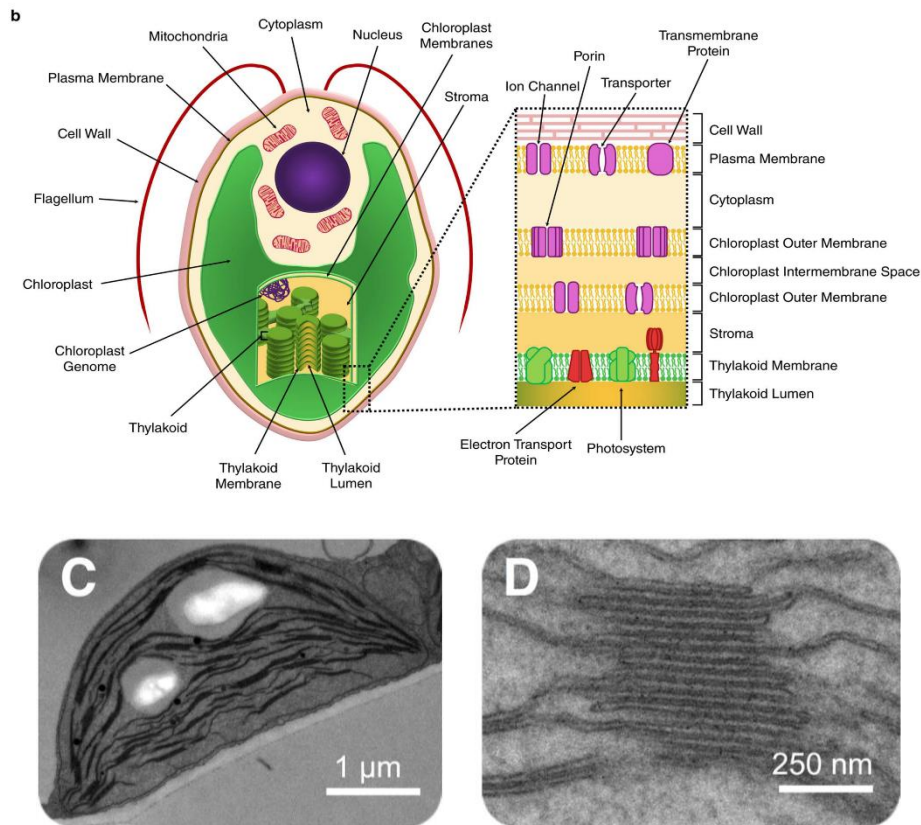 b
Mitochondria
Cytoplasm
Nucleus
Chloroplast
Membranes
Stroma
Plasma Membrane
Cell Wall
Flagellum
Chloroplast
Chloroplast
Genome
Thylakoid
Thylakoid
Membrane
Thylakoid
Lumen
Porin
Transmembrane
Protein
Ion Channel
Transporter
Cell Wall
Plasma Membrane
Cytoplasm
Chloroplast Outer Membrane
Chloroplast Intermembrane Space
Chloroplast Outer Membrane
Stroma
Thylakoid Membrane
Thylakoid Lumen
Electron Transport
Protein
Photosystem
C
1 µm
D
250 nm